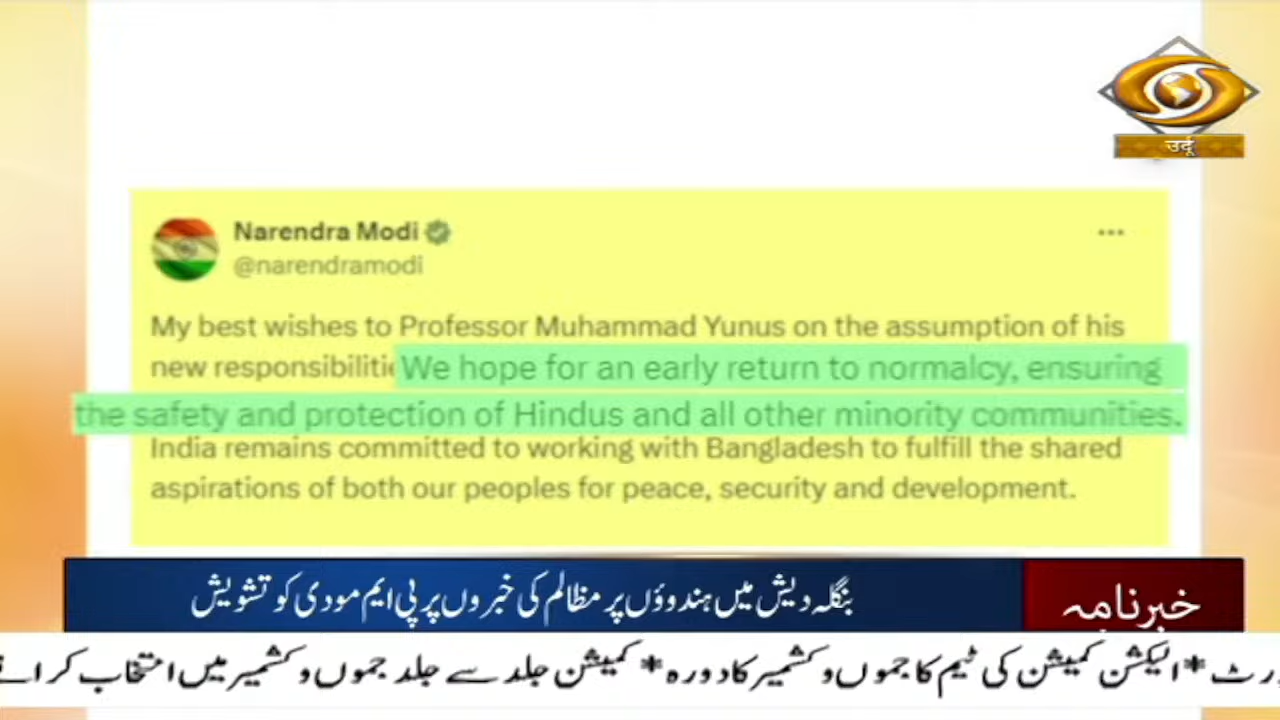 उर्दू
Narendra Modi
@narendramodi
My best wishes to Professor Muhammad Yunus on the assumption of his
new responsibilitie We hope for an early return to normalcy, ensuring
the safety and protection of Hindus and all other minority communities.
India remains committed to working with Bangladesh to fulfill the shared
aspirations of both our peoples for peace, security and development.
بنگلہ دیش میں ہندوؤں پر مظالم کی خبروں پر پی ایم مودی کو تشویش
خبرنامہ
*الیکشن کمیشن کی ٹیم کا جموں و کشمیر کا دورہ* کمیشن جلد سے جلد جموں و کشمیر میں انتخاب